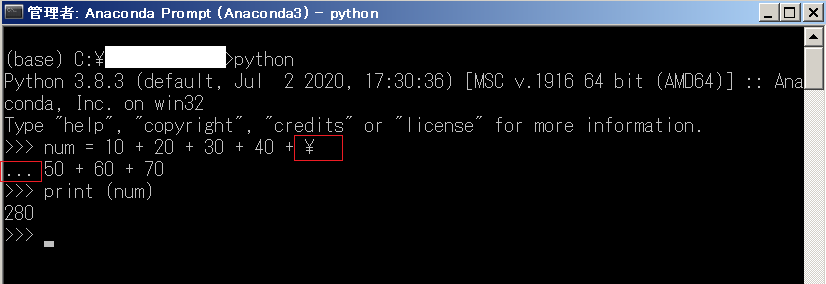 管理者: Anaconda Prompt (Anaconda3) - python
(base) C:¥ >python
Python 3.8.3 (default, Jul  2 2020, 17:30:36) [MSC v.1916 64 bit (AMD64)] :: Ana
conda, Inc. on win32
Type "help", "copyright", "credits" or "license" for more information.
>>> num = 10 + 20 + 30 + 40 + ¥
... 50 + 60 + 70
>>> print (num)
280
>>>